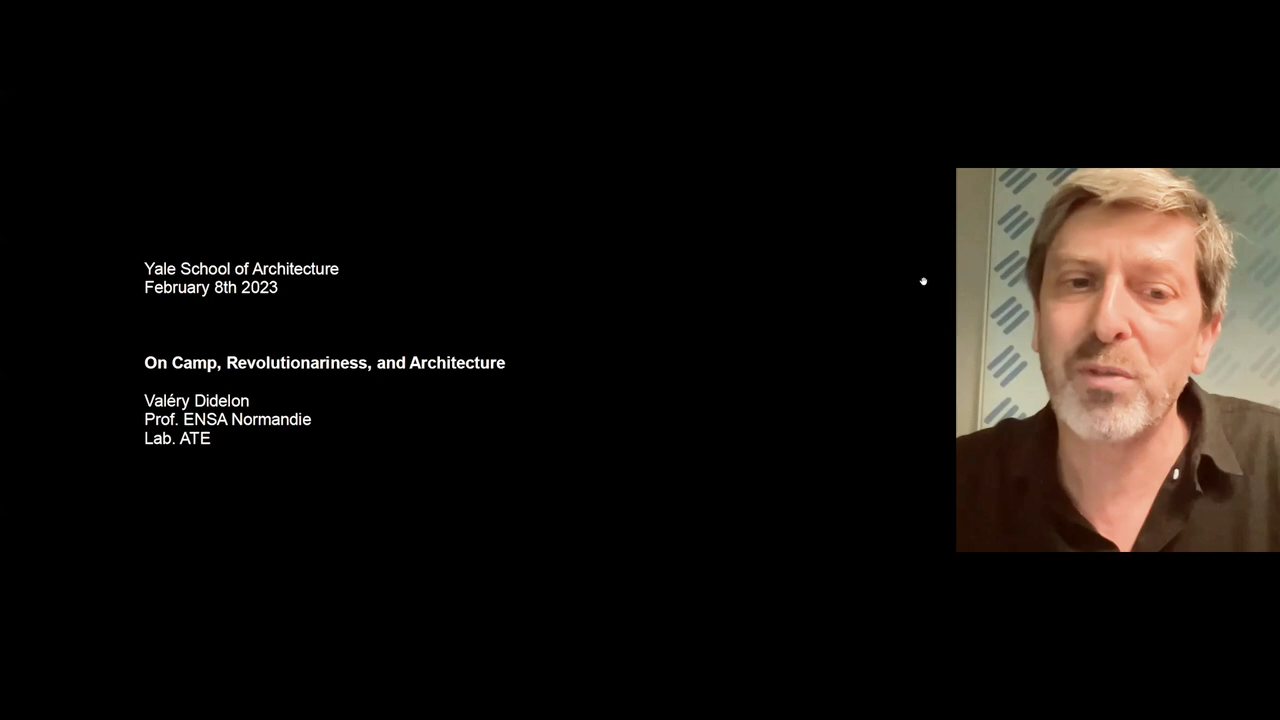 Yale School of Architecture
February 8th 2023
On Camp, Revolutionariness, and Architecture
Valéry Didelon
Prof. ENSA Normandie
Lab. ATE